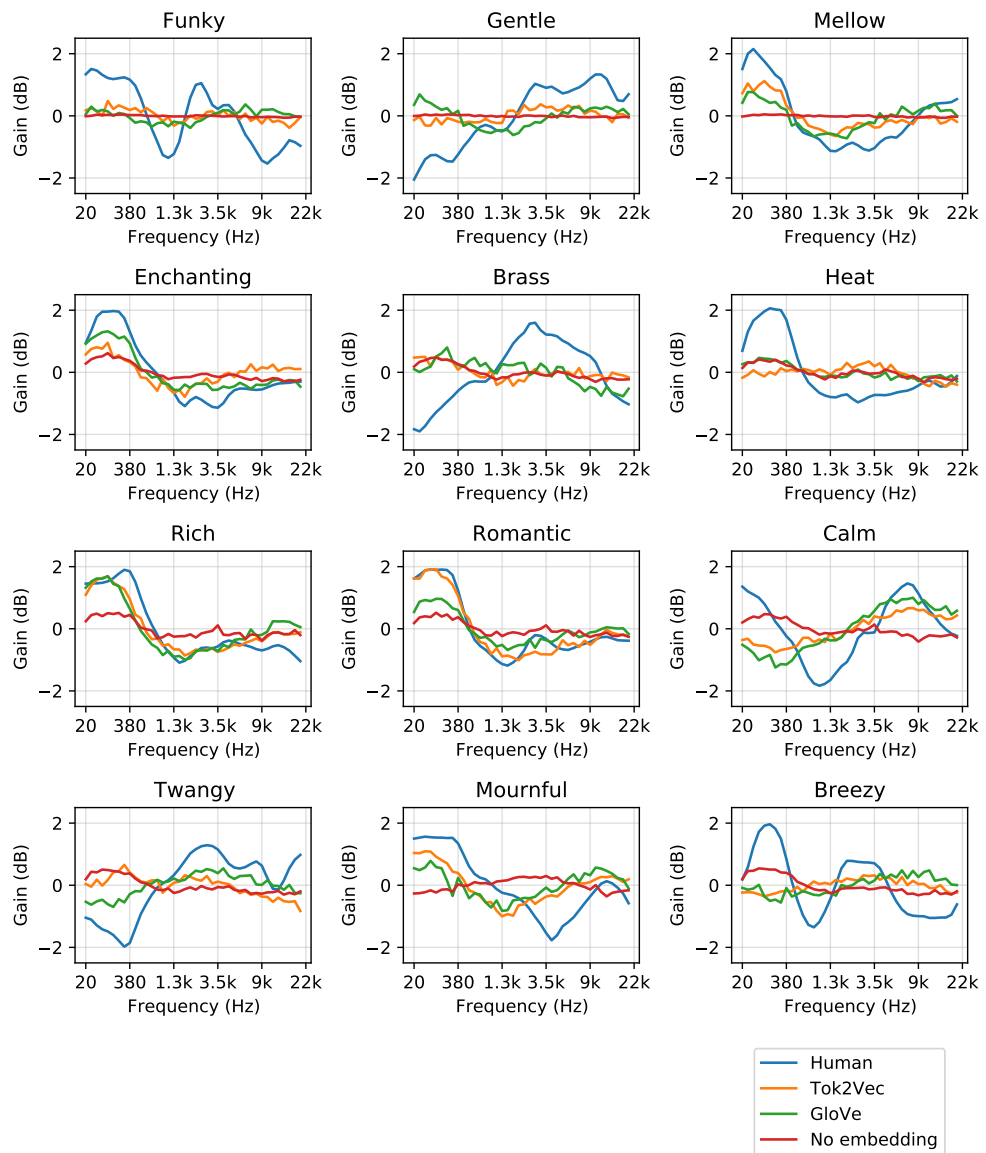 Funky
Gentle
Mellow
Gain (dB)
2
0
−2
20 380 1.3k 3.5k 9k 22k
Frequency (Hz)
Gain (dB)
2
0
−2
20 380 1.3k 3.5k 9k 22k
Frequency (Hz)
Gain (dB)
2
0
−2
20 380 1.3k 3.5k 9k 22k
Frequency (Hz)
Enchanting
Brass
Heat
Gain (dB)
2
0
−2
20 380 1.3k 3.5k 9k 22k
Frequency (Hz)
Gain (dB)
2
0
−2
20 380 1.3k 3.5k 9k 22k
Frequency (Hz)
Gain (dB)
2
0
−2
20 380 1.3k 3.5k 9k 22k
Frequency (Hz)
Rich
Romantic
Calm
Gain (dB)
2
0
−2
20 380 1.3k 3.5k 9k 22k
Frequency (Hz)
Gain (dB)
2
0
−2
20 380 1.3k 3.5k 9k 22k
Frequency (Hz)
Gain (dB)
2
0
−2
20 380 1.3k 3.5k 9k 22k
Frequency (Hz)
Twangy
Mournful
Breezy
Gain (dB)
2
0
−2
20 380 1.3k 3.5k 9k 22k
Frequency (Hz)
Gain (dB)
2
0
−2
20 380 1.3k 3.5k 9k 22k
Frequency (Hz)
Gain (dB)
2
0
−2
20 380 1.3k 3.5k 9k 22k
Frequency (Hz)
Human
Tok2Vec
GloVe
No embedding